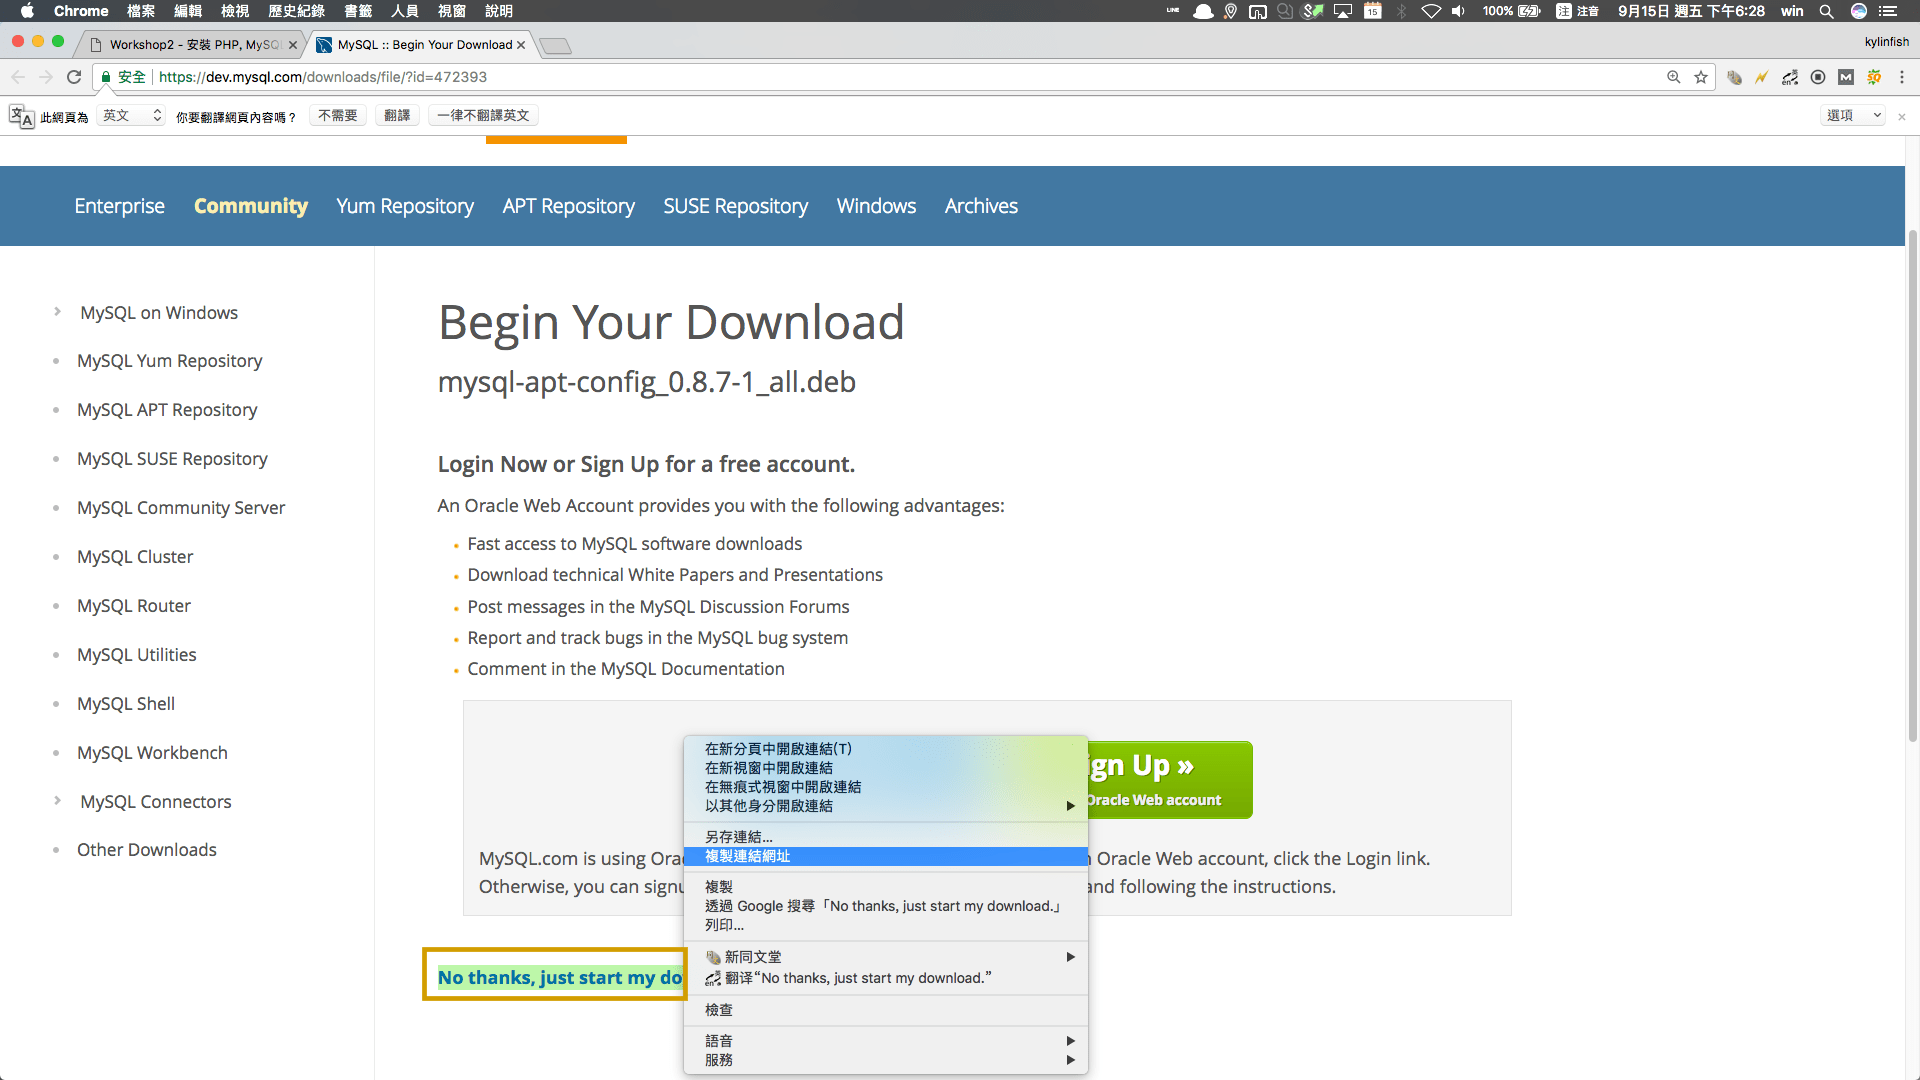 Chrome 檔案 編輯 檢視 歷史紀錄 書籤 人員 視窗 說明 LINE 15 100% 注 注音 9月15日 週五 下午6:28 win
Workshop2 - 安裝 PHP, MySQ
MySQL :: Begin Your Download
kylinfish
安全 https://dev.mysql.com/downloads/file/?id=472393
此網頁為 英文 你要翻譯網頁內容嗎？ 不需要 翻譯 一律不翻譯英文 選項
Enterprise Community Yum Repository APT Repository SUSE Repository Windows Archives
MySQL on Windows
MySQL Yum Repository
MySQL APT Repository
MySQL SUSE Repository
MySQL Community Server
MySQL Cluster
MySQL Router
MySQL Utilities
MySQL Shell
MySQL Workbench
MySQL Connectors
Other Downloads
Begin Your Download
mysql-apt-config_0.8.7-1_all.deb
Login Now or Sign Up for a free account.
An Oracle Web Account provides you with the following advantages:
Fast access to MySQL software downloads
Download technical White Papers and Presentations
Post messages in the MySQL Discussion Forums
Report and track bugs in the MySQL bug system
Comment in the MySQL Documentation
ign Up »
Oracle Web account
MySQL.com is using Orac
Oracle Web account, click the Login link.
Otherwise, you can signu
and following the instructions.
No thanks, just start my do
在新分頁中開啟連結(T)
在新視窗中開啟連結
在無痕式視窗中開啟連結
以其他身分開啟連結
另存連結...
複製連結網址
複製
透過 Google 搜尋「No thanks, just start my download.」
列印...
新同文堂
翻译“No thanks, just start my download.”
檢查
語音
服務